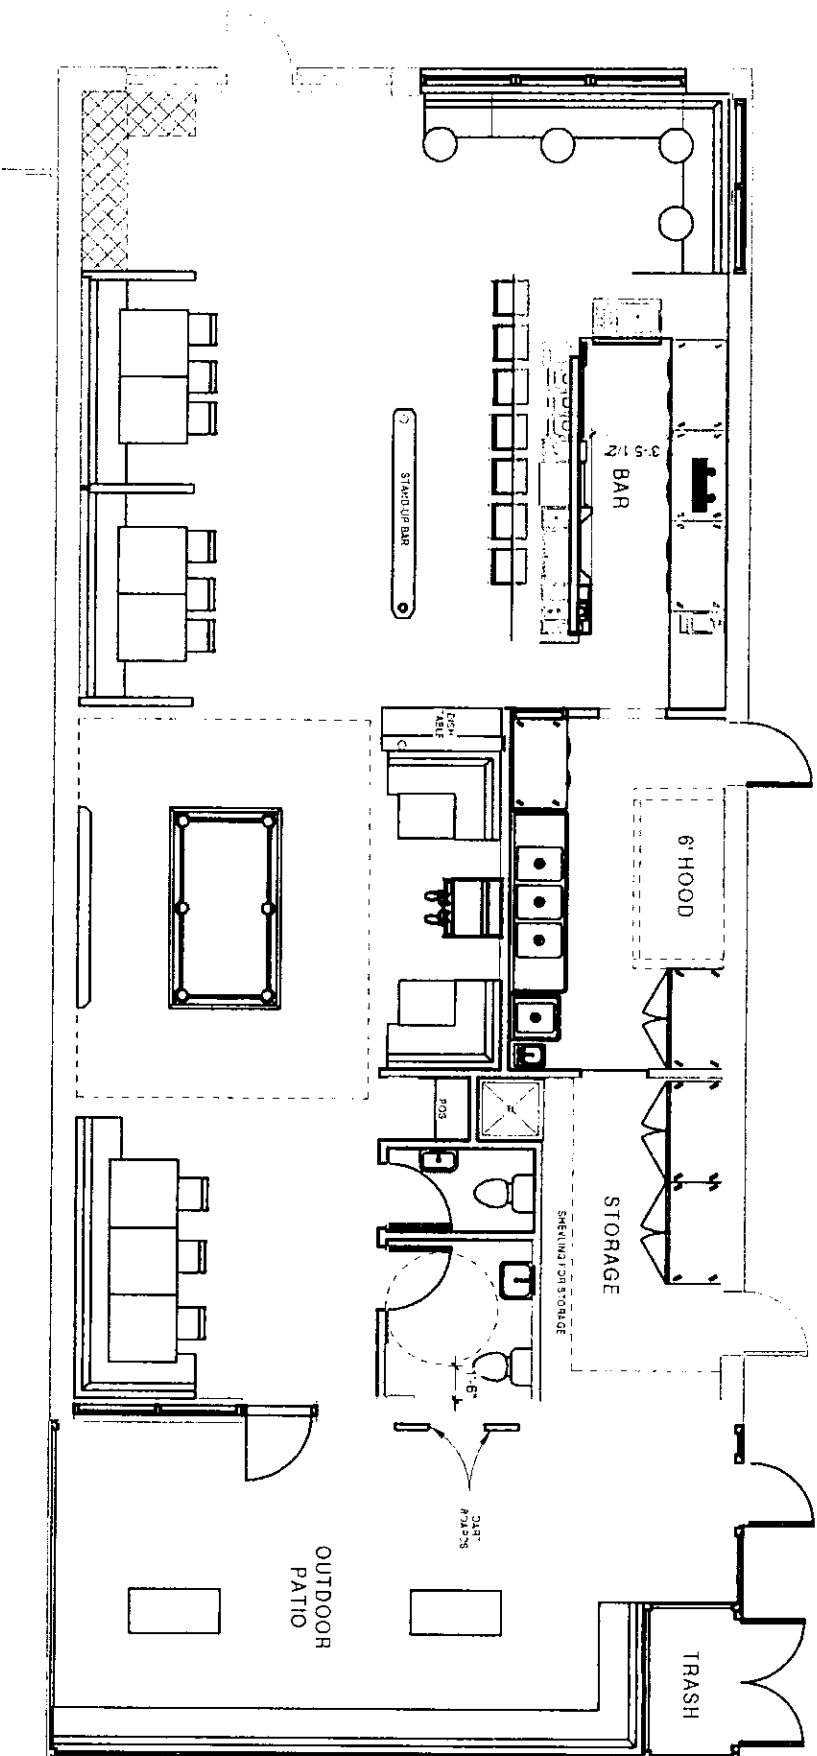 3'-5 1/2"
BAR
STAND-UP BAR
DISH
TABLE
6' HOOD
POS
STORAGE
SHELVING FOR STORAGE
1'-6"
DART
BOARDS
OUTDOOR
PATIO
TRASH